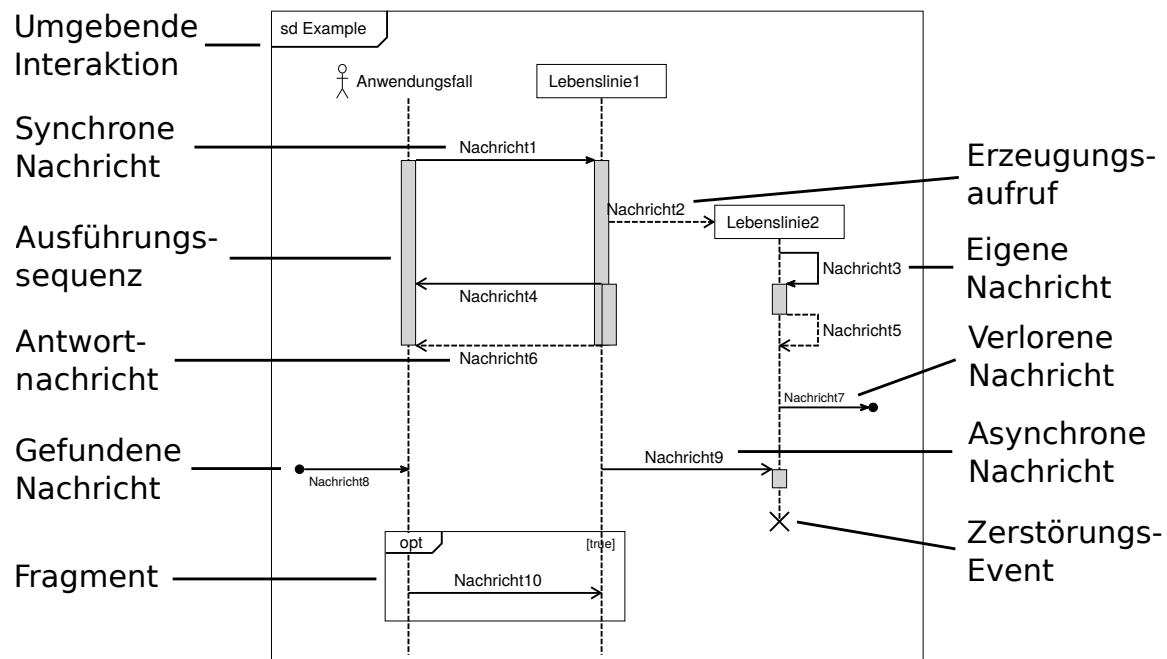 Umgebende
Interaktion
sd Example
Anwendungsfall
Lebenslinie1
Synchrone
Nachricht
Nachricht1
Erzeugungs-
aufruf
Nachricht2
Lebenslinie2
Ausführungs-
sequenz
Nachricht3
Eigene
Nachricht
Nachricht4
Nachricht5
Antwort-
nachricht
Nachricht6
Verlorene
Nachricht
Nachricht7
Gefundene
Nachricht
Nachricht8
Nachricht9
Asynchrone
Nachricht
Zerstörungs-
Event
opt
[true]
Fragment
Nachricht10